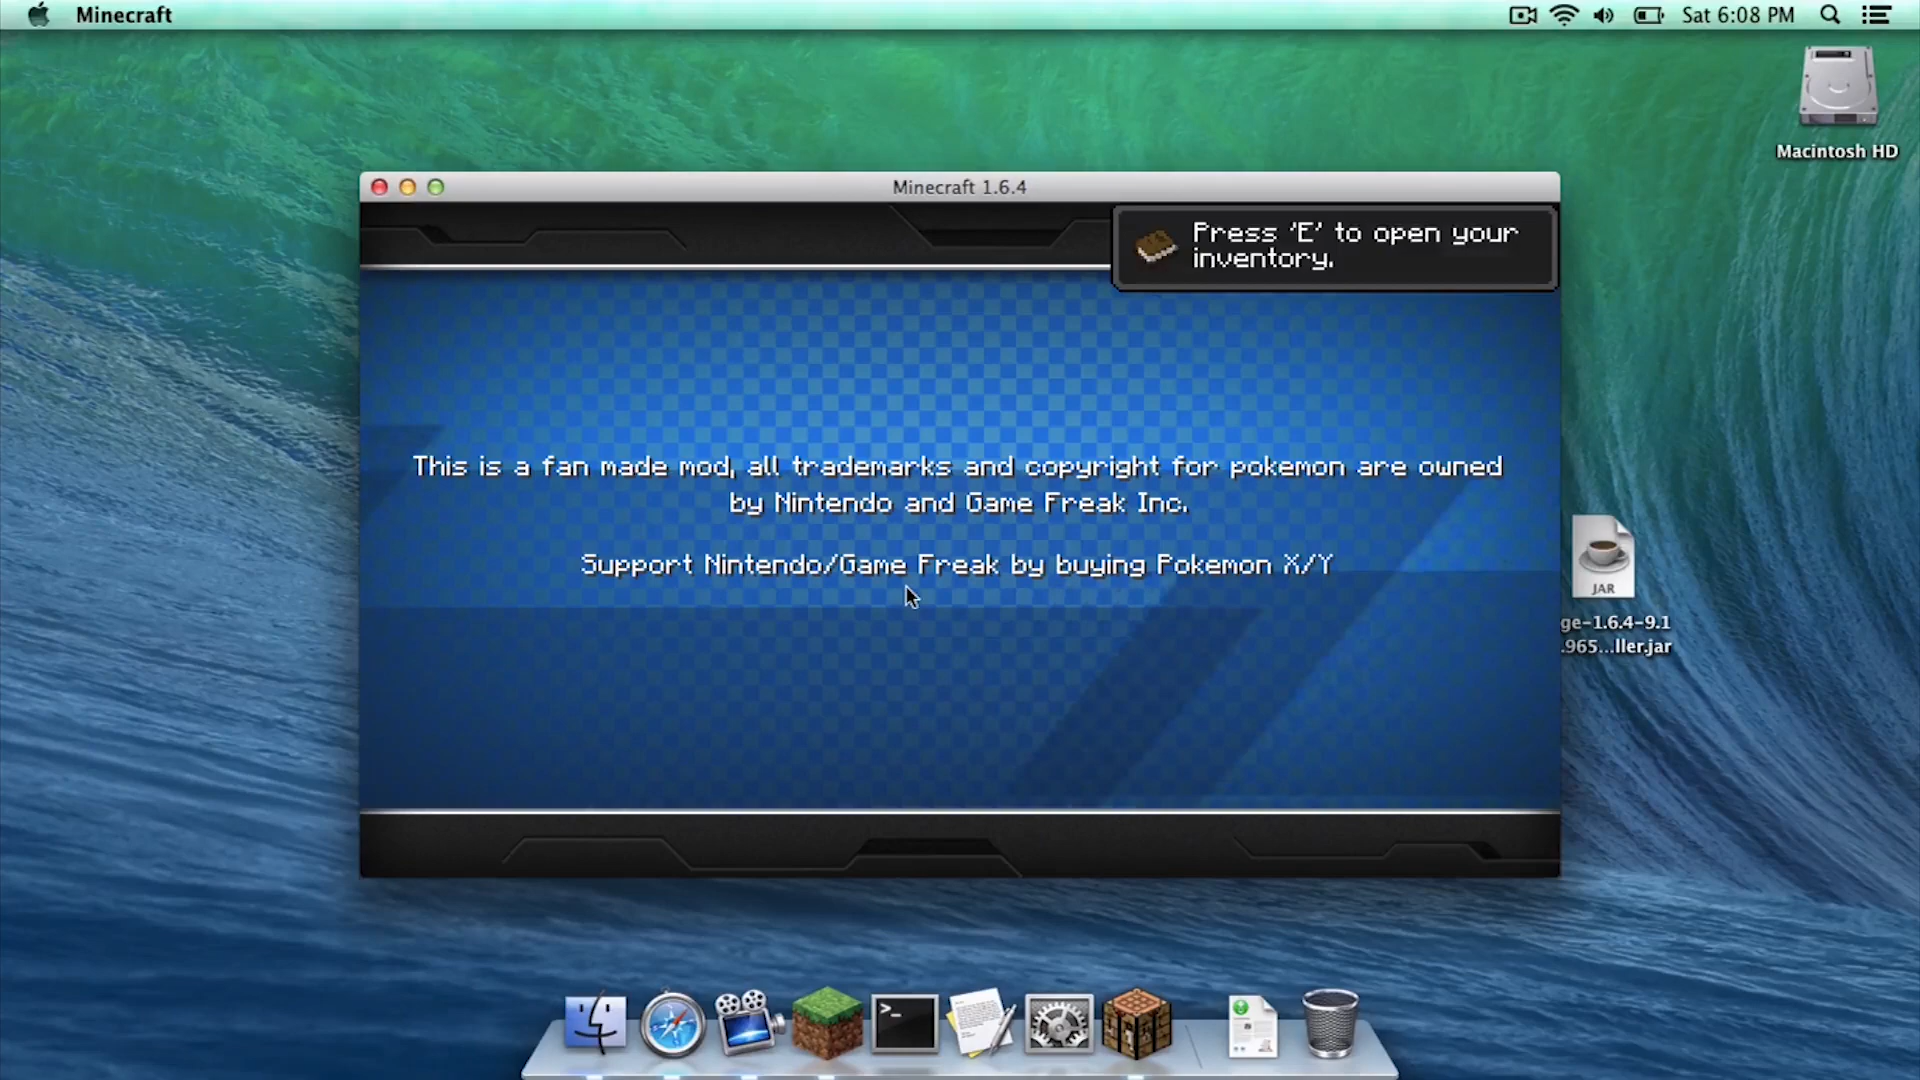 Minecraft
Sat 6:08 PM
Macintosh HD
Minecraft 1.6.4
Press 'E' to open your
inventory.
This is a fan made mod, all trademarks and copyright for pokemon are owned
by Nintendo and Game Freak Inc.
Support Nintendo/Game Freak by buying Pokemon X/Y
JAR
ge-1.6.4-9.1
.965...ller.jar
>_